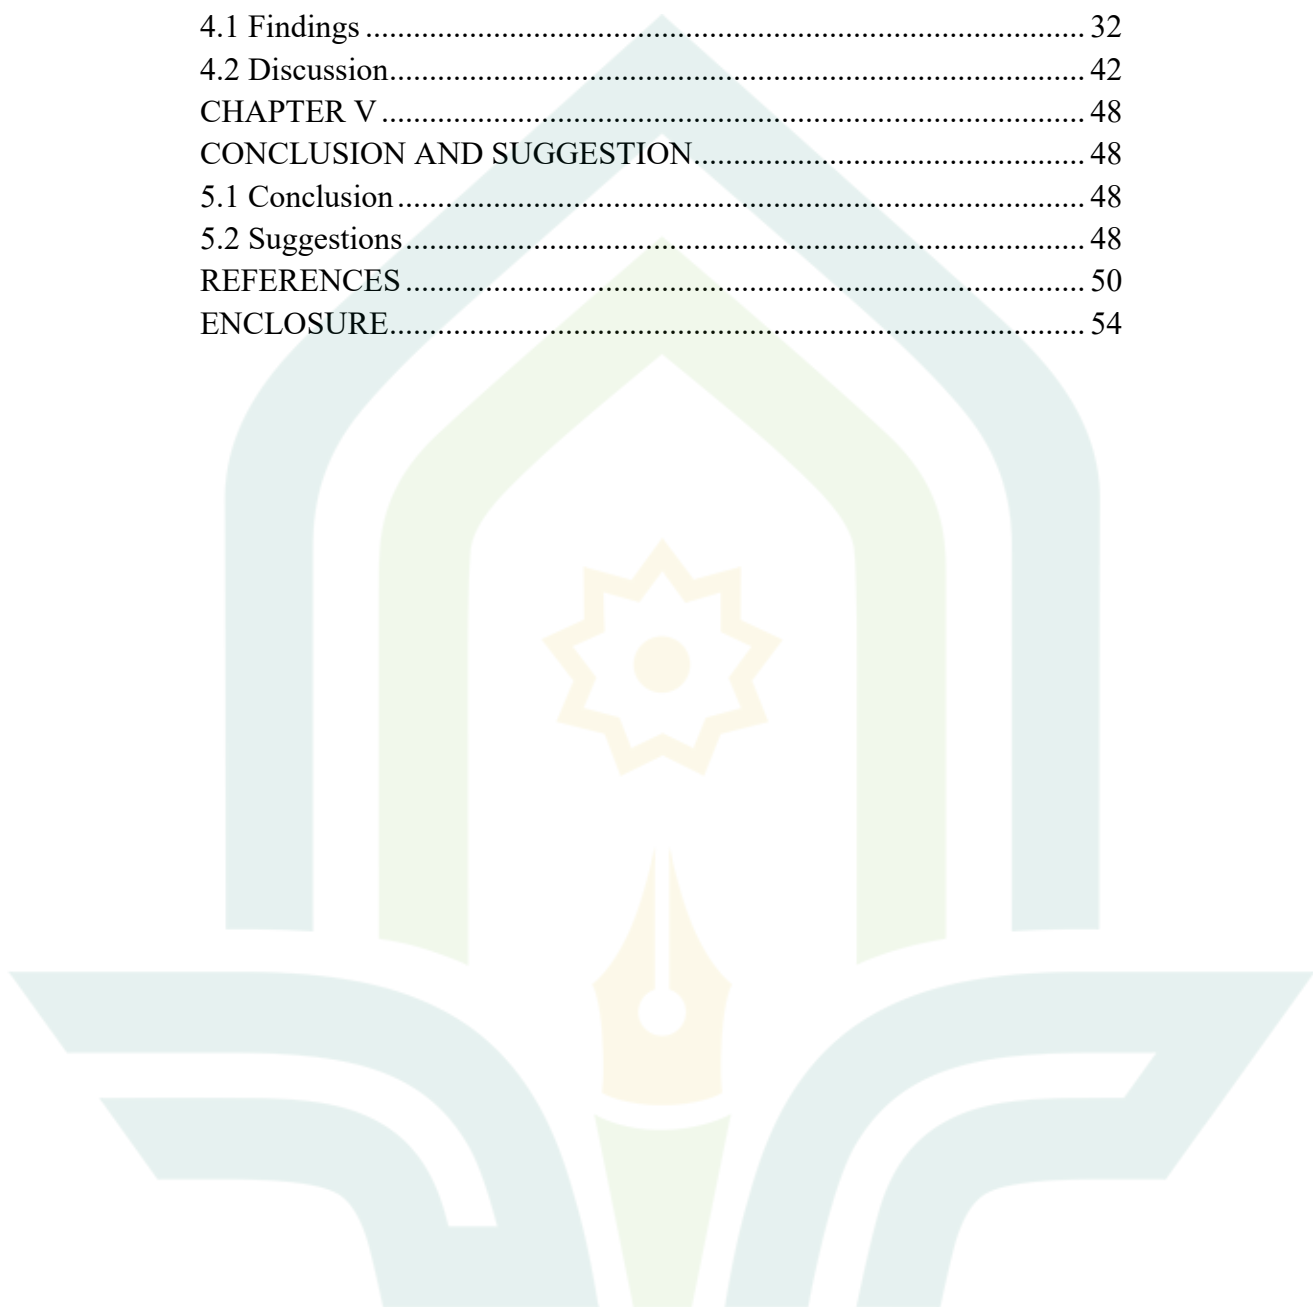 4.1 Findings ........................................................................................... 32
4.2 Discussion........................................................................................ 42
CHAPTER V ......................................................................................... 48
CONCLUSION AND SUGGESTION.................................................. 48
5.1 Conclusion ....................................................................................... 48
5.2 Suggestions ...................................................................................... 48
REFERENCES ...................................................................................... 50
ENCLOSURE........................................................................................ 54